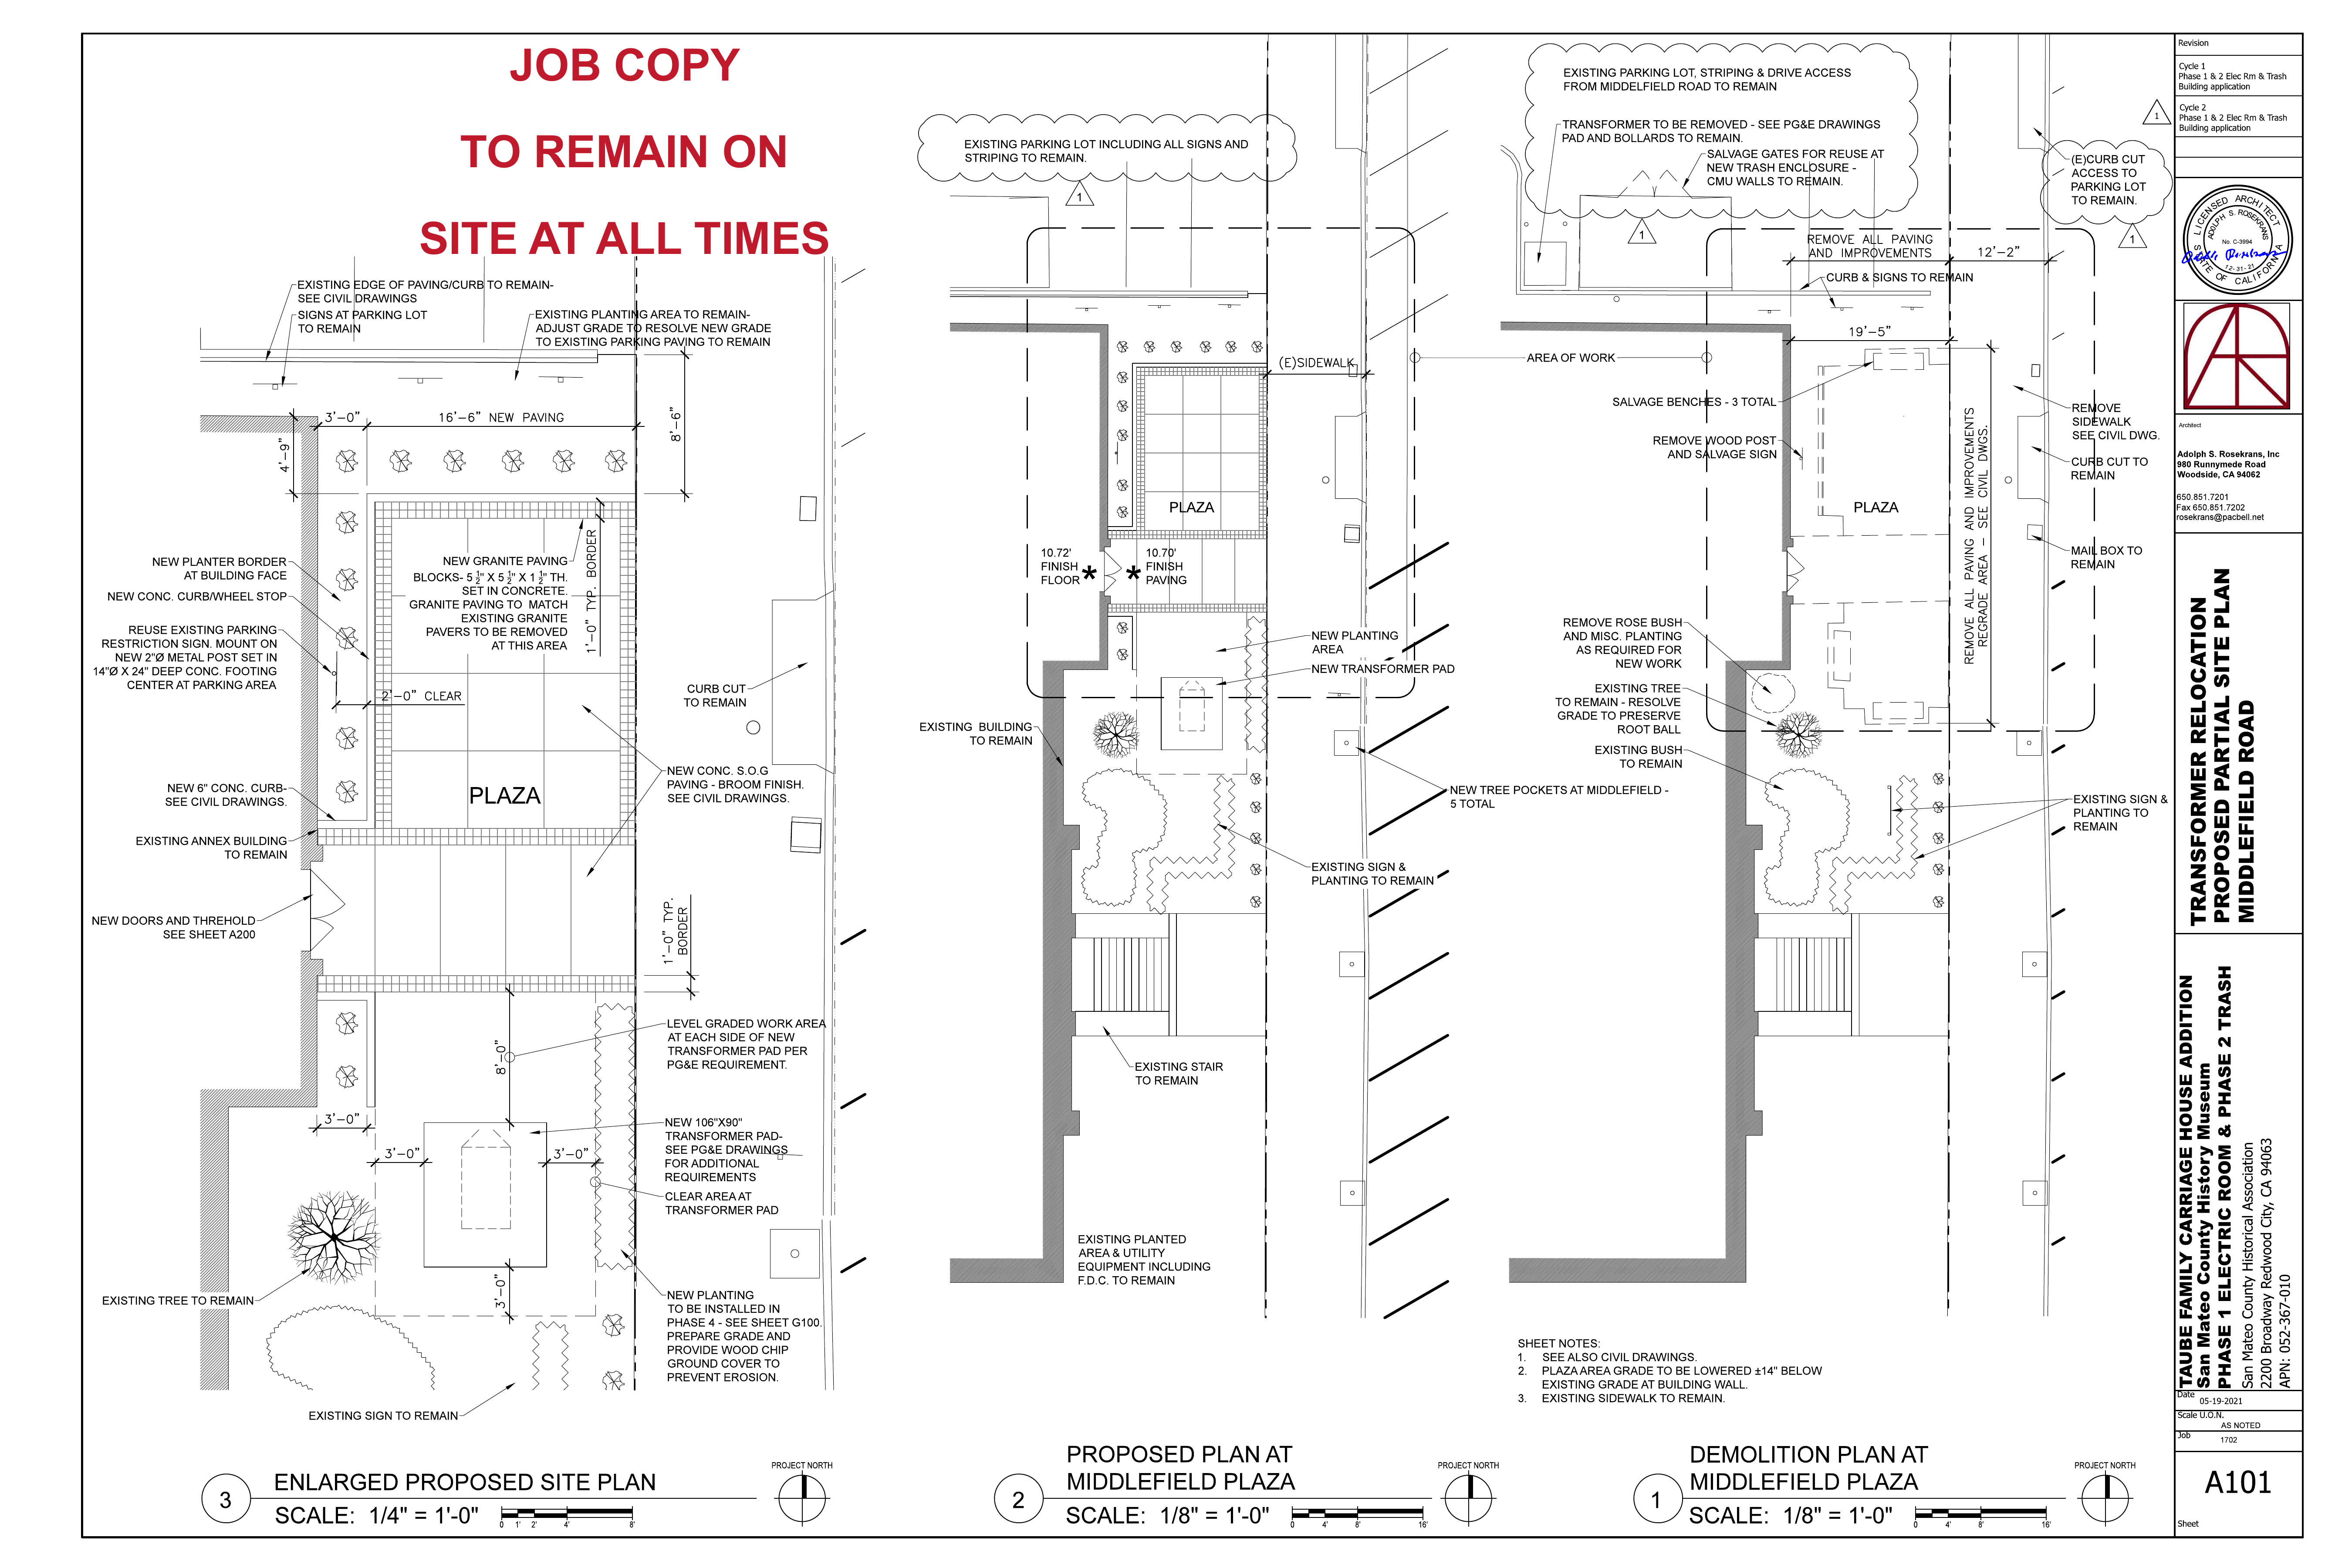 JOB COPY
TO REMAIN ON
SITE AT ALL TIMES
EXISTING EDGE OF PAVING/CURB TO REMAIN-
SEE CIVIL DRAWINGS
SIGNS AT PARKING LOT
TO REMAIN
EXISTING PLANTING AREA TO REMAIN-
ADJUST GRADE TO RESOLVE NEW GRADE
TO EXISTING PARKING PAVING TO REMAIN
3'-0"
16'-6" NEW PAVING
8'-6"
4'-9"
NEW PLANTER BORDER
AT BUILDING FACE
NEW CONC. CURB/WHEEL STOP
REUSE EXISTING PARKING
RESTRICTION SIGN. MOUNT ON
NEW 2"Ø METAL POST SET IN
14"Ø X 24" DEEP CONC. FOOTING
CENTER AT PARKING AREA
NEW GRANITE PAVING
BLOCKS- 5 1/2" X 5 1/2" X 1 1/2" TH.
SET IN CONCRETE.
GRANITE PAVING TO MATCH
EXISTING GRANITE
PAVERS TO BE REMOVED
AT THIS AREA
1'-0" TYP. BORDER
2'-0" CLEAR
CURB CUT
TO REMAIN
NEW CONC. S.O.G
PAVING - BROOM FINISH.
SEE CIVIL DRAWINGS.
PLAZA
NEW 6" CONC. CURB-
SEE CIVIL DRAWINGS.
EXISTING ANNEX BUILDING
TO REMAIN
NEW DOORS AND THREHOLD
SEE SHEET A200
1'-0" TYP.
BORDER
LEVEL GRADED WORK AREA
AT EACH SIDE OF NEW
TRANSFORMER PAD PER
PG&E REQUIREMENT.
8'-0"
3'-0"
3'-0"
3'-0"
NEW 106"X90"
TRANSFORMER PAD-
SEE PG&E DRAWINGS
FOR ADDITIONAL
REQUIREMENTS
CLEAR AREA AT
TRANSFORMER PAD
3'-0"
EXISTING TREE TO REMAIN
NEW PLANTING
TO BE INSTALLED IN
PHASE 4 - SEE SHEET G100.
PREPARE GRADE AND
PROVIDE WOOD CHIP
GROUND COVER TO
PREVENT EROSION.
EXISTING SIGN TO REMAIN
3
ENLARGED PROPOSED SITE PLAN
SCALE: 1/4" = 1'-0"
0 1' 2' 4' 8'
PROJECT NORTH
EXISTING PARKING LOT INCLUDING ALL SIGNS AND
STRIPING TO REMAIN.
1
(E)SIDEWALK
AREA OF WORK
PLAZA
10.72'
FINISH
FLOOR
*
*
10.70'
FINISH
PAVING
NEW PLANTING
AREA
NEW TRANSFORMER PAD
EXISTING BUILDING
TO REMAIN
NEW TREE POCKETS AT MIDDLEFIELD -
5 TOTAL
EXISTING SIGN &
PLANTING TO REMAIN
EXISTING STAIR
TO REMAIN
EXISTING PLANTED
AREA & UTILITY
EQUIPMENT INCLUDING
F.D.C. TO REMAIN
2
PROPOSED PLAN AT
MIDDLEFIELD PLAZA
SCALE: 1/8" = 1'-0"
0 4' 8' 16'
PROJECT NORTH
EXISTING PARKING LOT, STRIPING & DRIVE ACCESS
FROM MIDDELFIELD ROAD TO REMAIN
TRANSFORMER TO BE REMOVED - SEE PG&E DRAWINGS
PAD AND BOLLARDS TO REMAIN.
SALVAGE GATES FOR REUSE AT
NEW TRASH ENCLOSURE -
CMU WALLS TO REMAIN.
1
REMOVE ALL PAVING
AND IMPROVEMENTS
12'-2"
CURB & SIGNS TO REMAIN
19'-5"
1
(E)CURB CUT
ACCESS TO
PARKING LOT
TO REMAIN.
1
SALVAGE BENCHES - 3 TOTAL
REMOVE WOOD POST
AND SALVAGE SIGN
PLAZA
REMOVE ALL PAVING AND IMPROVEMENTS
REGRADE AREA - SEE CIVIL DWGS.
REMOVE
SIDEWALK
SEE CIVIL DWG.
CURB CUT TO
REMAIN
MAIL BOX TO
REMAIN
REMOVE ROSE BUSH
AND MISC. PLANTING
AS REQUIRED FOR
NEW WORK
EXISTING TREE
TO REMAIN - RESOLVE
GRADE TO PRESERVE
ROOT BALL
EXISTING BUSH
TO REMAIN
EXISTING SIGN &
PLANTING TO
REMAIN
SHEET NOTES:
1. SEE ALSO CIVIL DRAWINGS.
2. PLAZA AREA GRADE TO BE LOWERED ±14" BELOW
EXISTING GRADE AT BUILDING WALL.
3. EXISTING SIDEWALK TO REMAIN.
1
DEMOLITION PLAN AT
MIDDLEFIELD PLAZA
SCALE: 1/8" = 1'-0"
0 4' 8' 16'
PROJECT NORTH
Revision
Cycle 1
Phase 1 & 2 Elec Rm & Trash
Building application
Cycle 2
Phase 1 & 2 Elec Rm & Trash
Building application
LICENSED ARCHITECT
ADOLPH S. ROSEKRANS
No. C-3994
12-31-21
STATE OF CALIFORNIA
Architect
Adolph S. Rosekrans, Inc
980 Runnymede Road
Woodside, CA 94062
650.851.7201
Fax 650.851.7202
rosekrans@pacbell.net
TRANSFORMER RELOCATION
PROPOSED PARTIAL SITE PLAN
MIDDLEFIELD ROAD
TAUBE FAMILY CARRIAGE HOUSE ADDITION
San Mateo County History Museum
PHASE 1 ELECTRIC ROOM & PHASE 2 TRASH
San Mateo County Historical Association
2200 Broadway Redwood City, CA 94063
APN: 052-367-010
Date
05-19-2021
Scale U.O.N.
AS NOTED
Job
1702
A101
Sheet